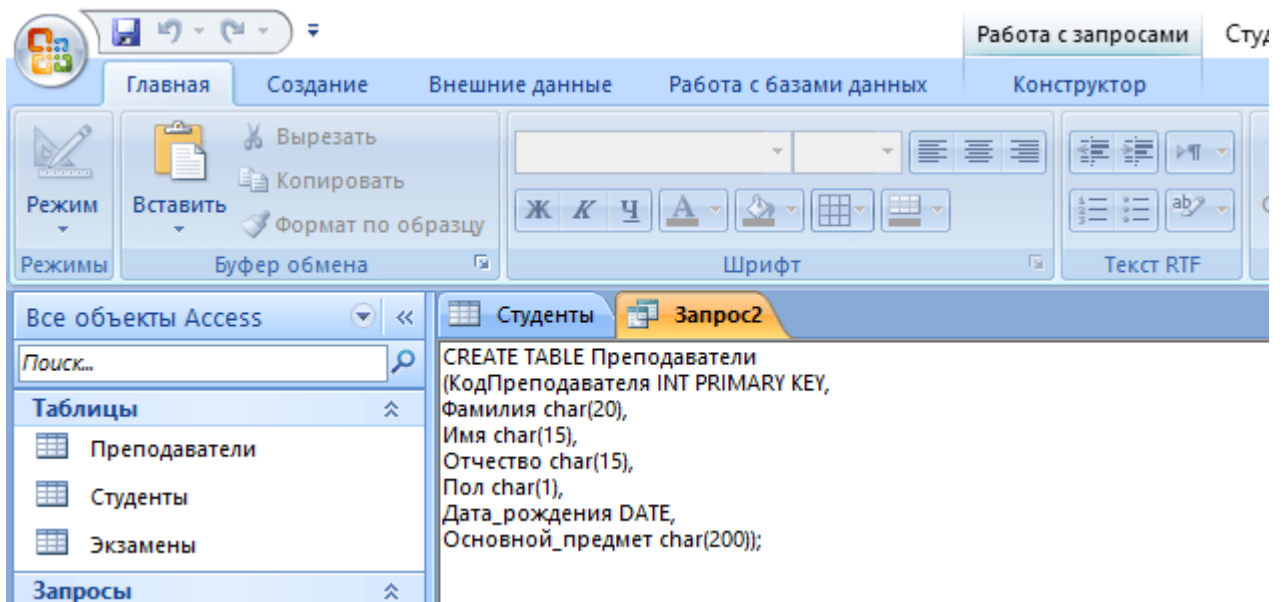 Работа с запросами
Главная
Создание
Внешние данные
Работа с базами данных
Конструктор
Режим
Вставить
Вырезать
Копировать
Формат по образцу
Ж К Ч А
ab
Режимы
Буфер обмена
Шрифт
Текст RTF
Все объекты Access
Студенты
Запрос2
Поиск...
Таблицы
Преподаватели
Студенты
Экзамены
Запросы
CREATE TABLE Преподаватели
(КодПреподавателя INT PRIMARY KEY,
Фамилия char(20),
Имя char(15),
Отчество char(15),
Пол char(1),
Дата_рождения DATE,
Основной_предмет char(200));